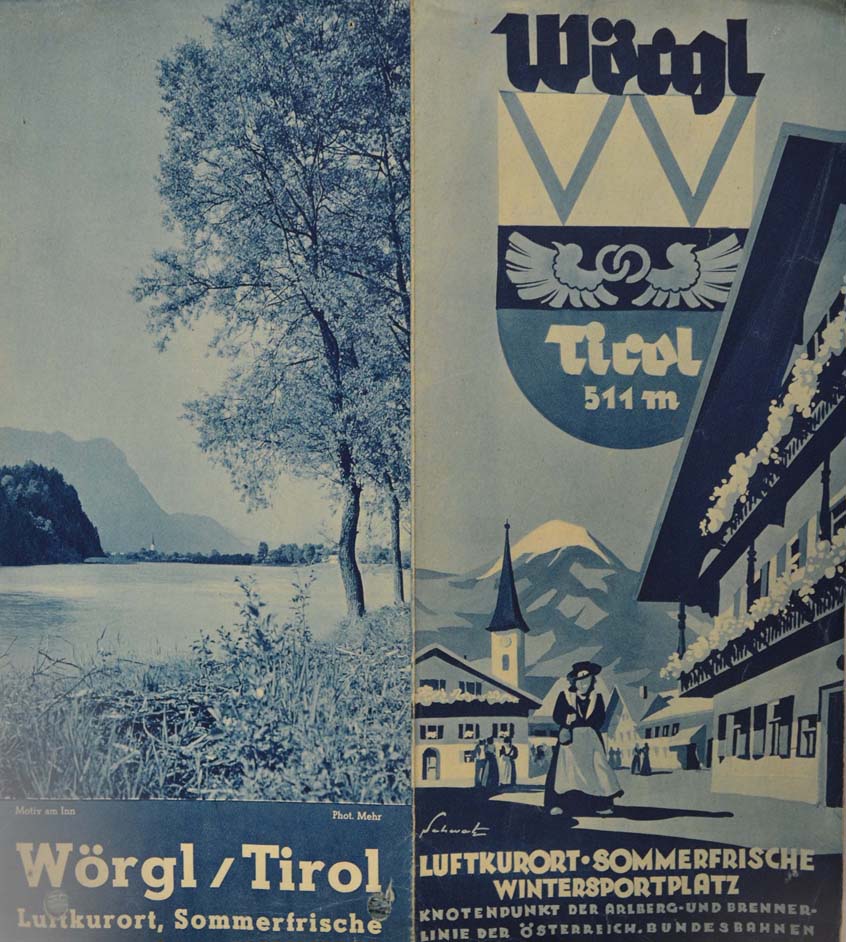 Motiv am Inn
Phot. Mehr
Wörgl / Tirol
Luftkurort, Sommerfrische
Wörgl
Tirol
511 m
LUFTKURORT·SOMMERFRISCHE
WINTERSPORTPLATZ
KNOTENPUNKT DER ARLBERG-UND BRENNER-
LINIE DER ÖSTERREICH. BUNDESBAHNEN